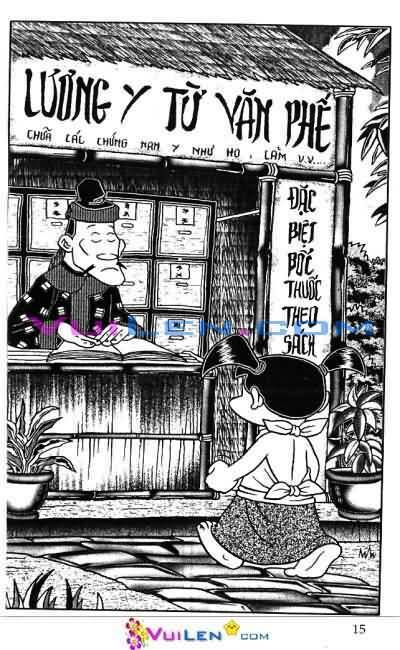 LƯƠNG Y TỪ VĂN PHẾ
CHỮA CÁC CHỨNG NAN Y NHƯ HO, CẢM V.V...
ĐẶC
BIỆT
BỐC
THUỐC
THEO
SÁCH
VuiLen.com
15
VuiLen.com